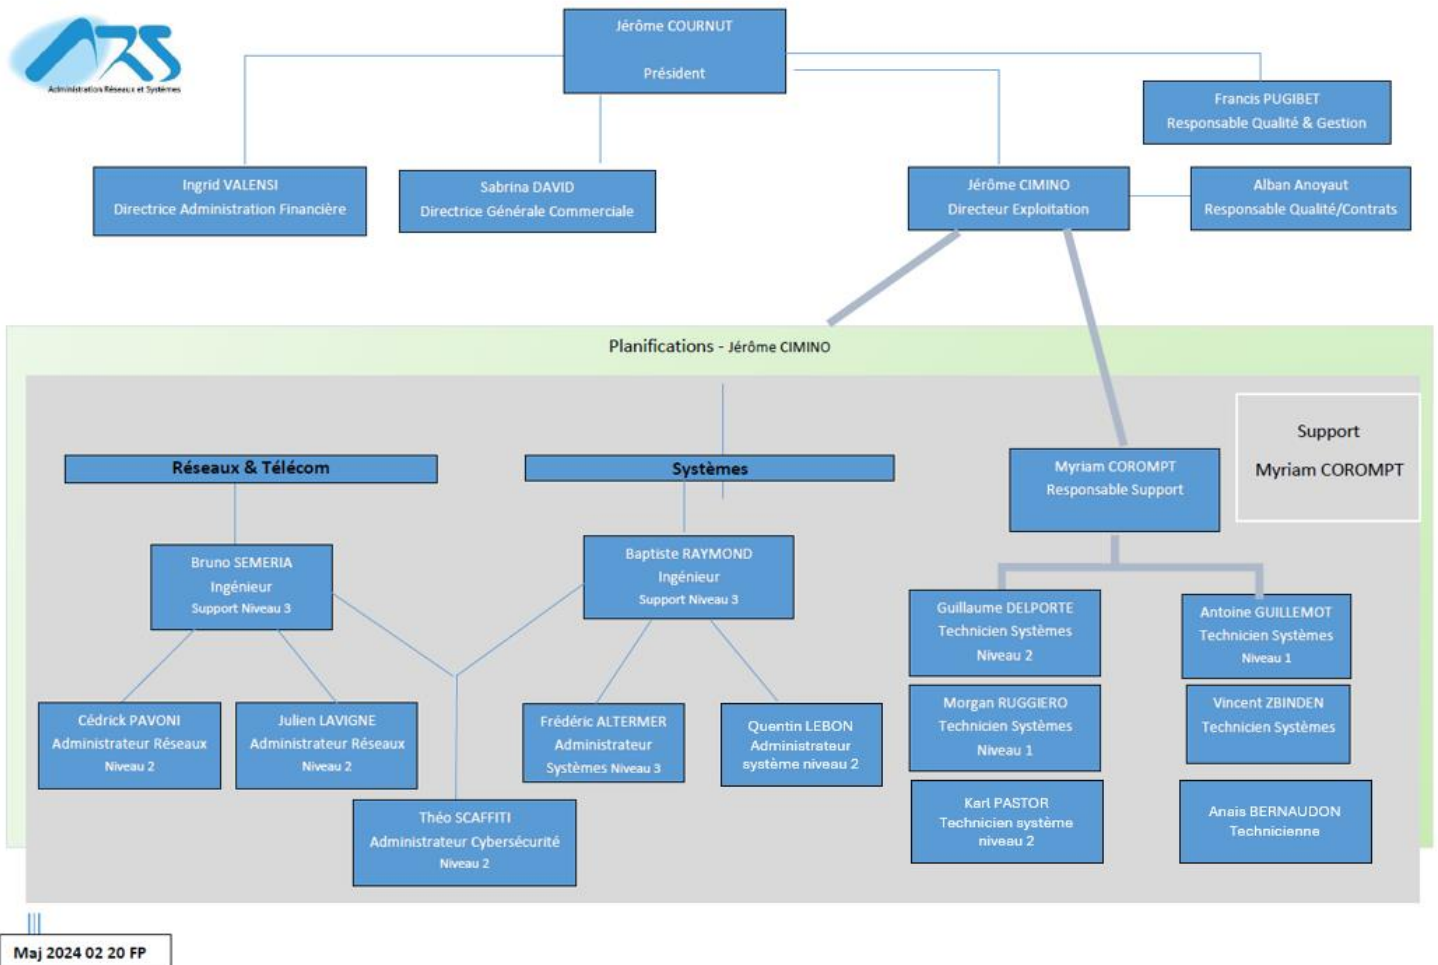 ARS
Administration Réseaux et Systèmes
Jérôme COURNUT
Président
Francis PUGIBET
Responsable Qualité & Gestion
Ingrid VALENSI
Directrice Administration Financière
Sabrina DAVID
Directrice Générale Commerciale
Jérôme CIMINO
Directeur Exploitation
Alban Anoyaut
Responsable Qualité/Contrats
Planifications - Jérôme CIMINO
Support
Myriam COROMPT
Réseaux & Télécom
Systèmes
Myriam COROMPT
Responsable Support
Bruno SEMERIA
Ingénieur
Support Niveau 3
Baptiste RAYMOND
Ingénieur
Support Niveau 3
Guillaume DELPORTE
Technicien Systèmes
Niveau 2
Antoine GUILLEMOT
Technicien Systèmes
Niveau 1
Cédrick PAVONI
Administrateur Réseaux
Niveau 2
Julien LAVIGNE
Administrateur Réseaux
Niveau 2
Frédéric ALTERMER
Administrateur
Systèmes Niveau 3
Quentin LEBON
Administrateur
système niveau 2
Morgan RUGGIERO
Technicien Systèmes
Niveau 1
Vincent ZBINDEN
Technicien Systèmes
Théo SCAFFITI
Administrateur Cybersécurité
Niveau 2
Karl PASTOR
Technicien système
niveau 2
Anais BERNAUDON
Technicienne
Maj 2024 02 20 FP